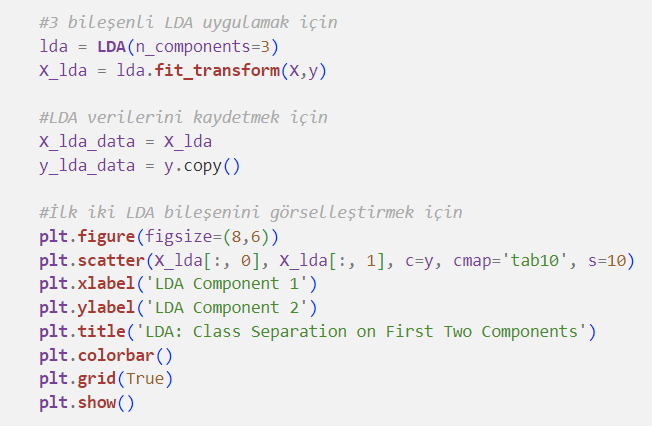 #3 bileşenli LDA uygulamak için
lda = LDA(n_components=3)
X_lda = lda.fit_transform(X,y)
#LDA verilerini kaydetmek için
X_lda_data = X_lda
y_lda_data = y.copy()
#İlk iki LDA bileşenini görselleştirmek için
plt.figure(figsize=(8,6))
plt.scatter(X_lda[:, 0], X_lda[:, 1], c=y, cmap='tab10', s=10)
plt.xlabel('LDA Component 1')
plt.ylabel('LDA Component 2')
plt.title('LDA: Class Separation on First Two Components')
plt.colorbar()
plt.grid(True)
plt.show()